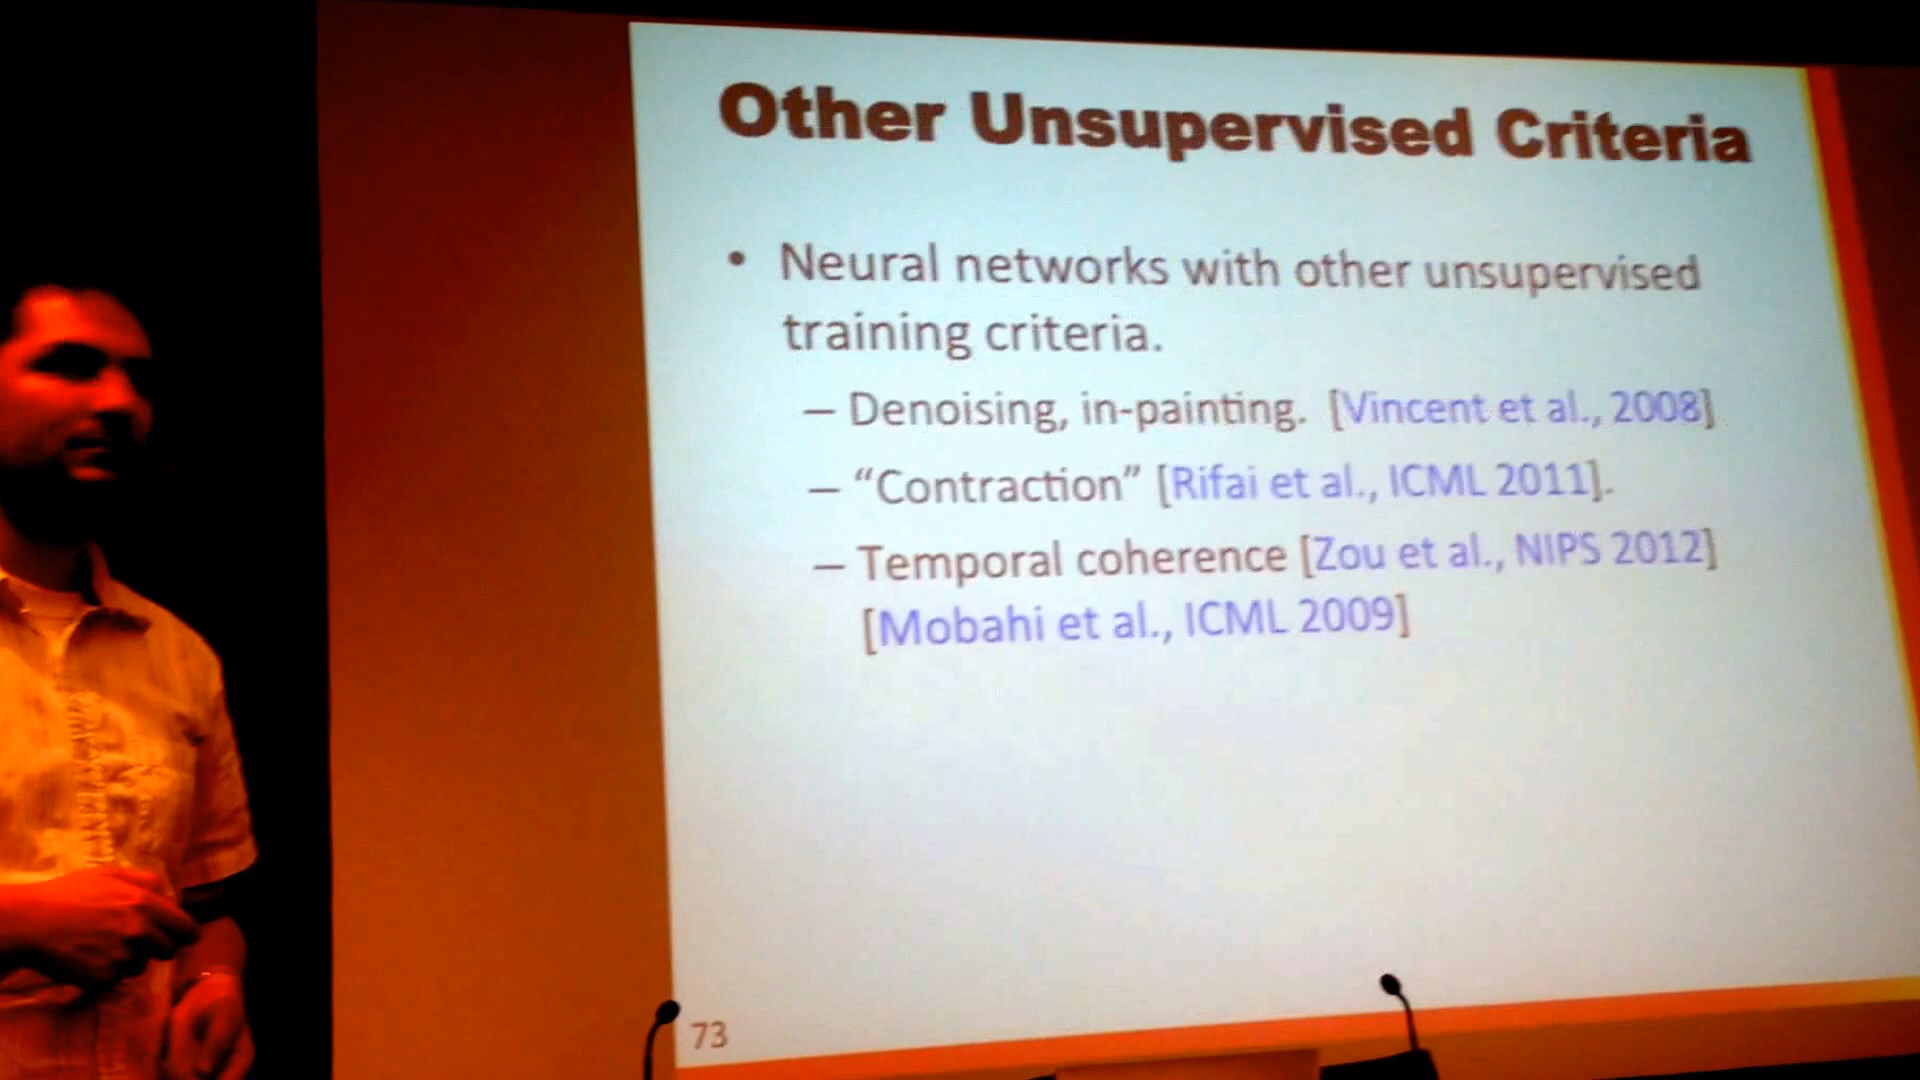 Other Unsupervised Criteria
• Neural networks with other unsupervised
training criteria.
– Denoising, in-painting. [Vincent et al., 2008]
– “Contraction” [Rifai et al., ICML 2011].
– Temporal coherence [Zou et al., NIPS 2012]
[Mobahi et al., ICML 2009]
73